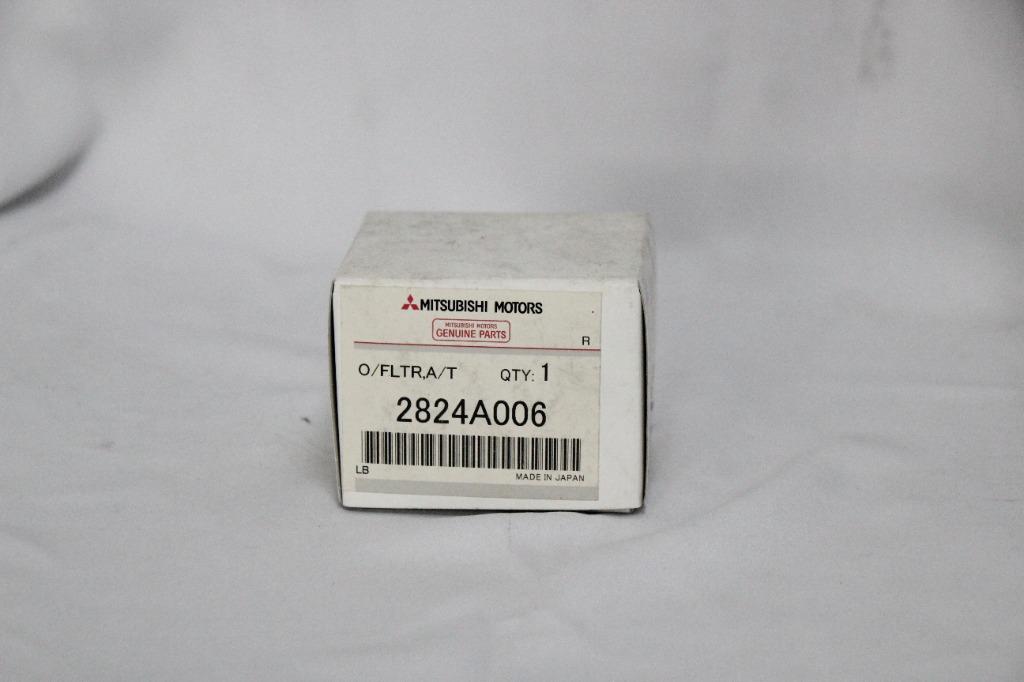 MITSUBISHI MOTORS
MITSUBISHI MOTORS
GENUINE PARTS
R
O/FLTR,A/T QTY: 1
2824A006
LB
MADE IN JAPAN